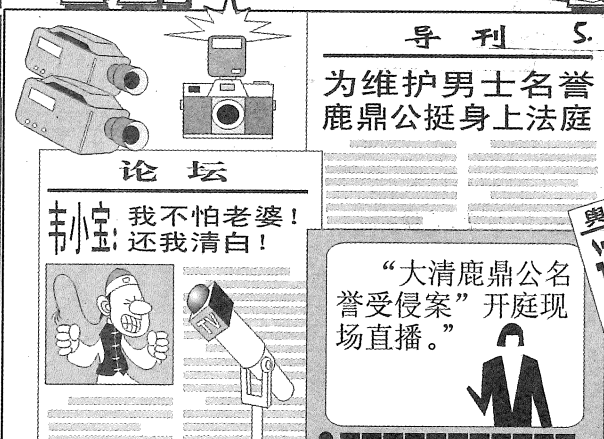 导刊 5.
为维护男士名誉
鹿鼎公挺身上法庭
论坛
韦小宝:我不怕老婆!
还我清白!
TV
“大清鹿鼎公名
誉受侵案”开庭现
场直播。”